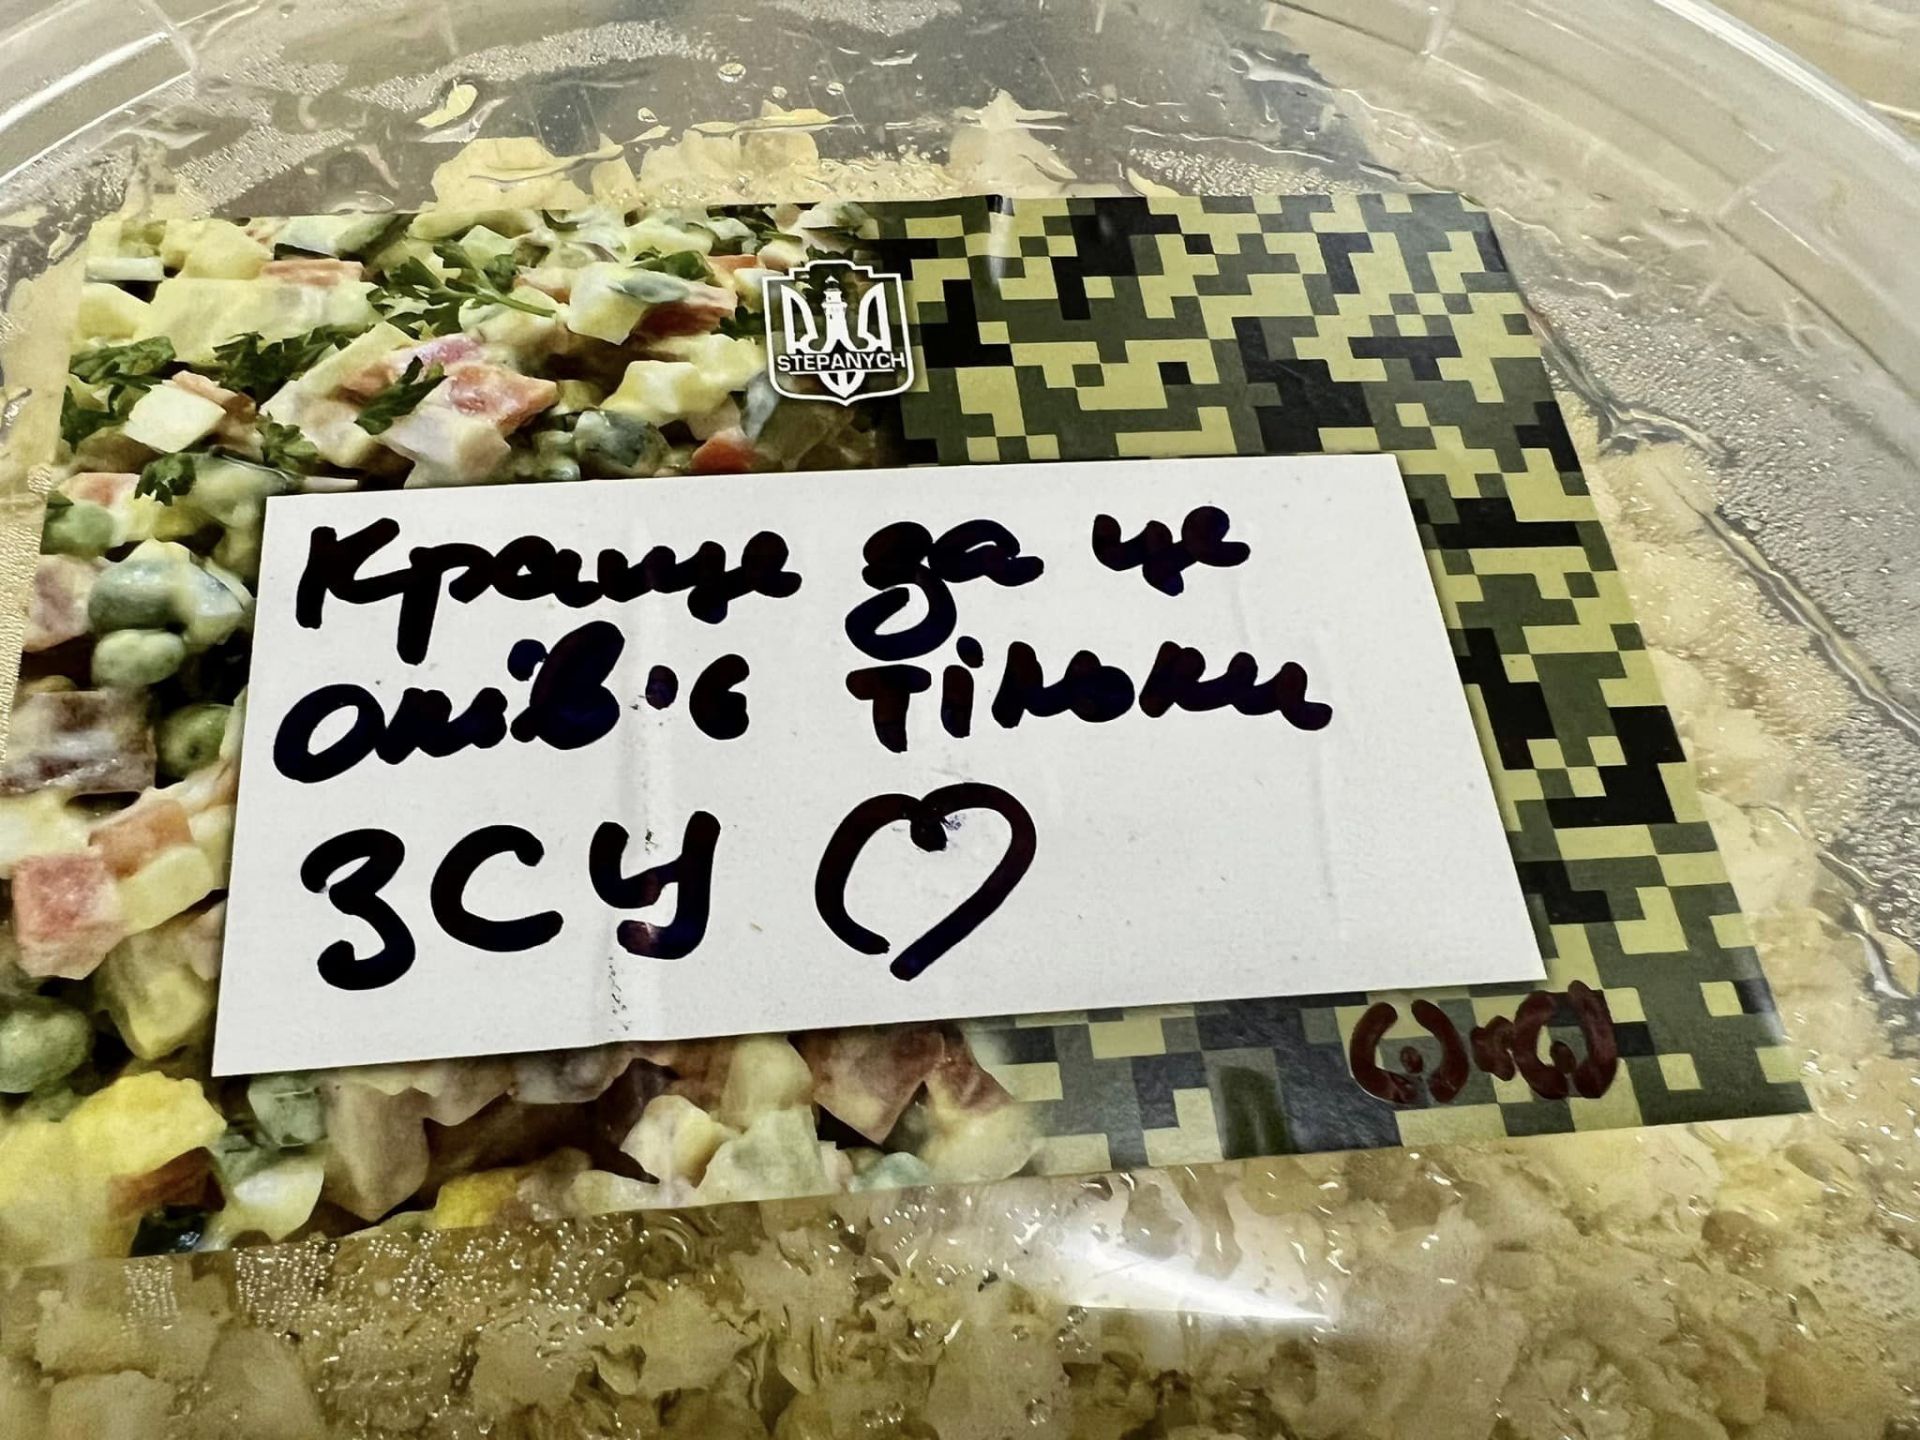 STEPANYCH
Краще за це
олів'є тільки
ЗСУ